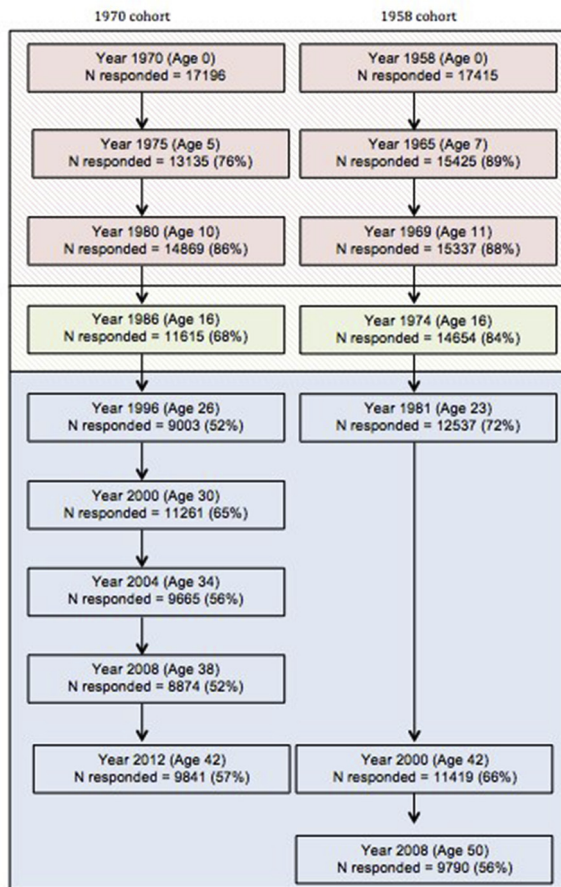 1970 cohort
1958 cohort
Year 1970 (Age 0)
N responded = 17196
Year 1958 (Age 0)
N responded = 17415
Year 1975 (Age 5)
N responded = 13135 (76%)
Year 1965 (Age 7)
N responded = 15425 (89%)
Year 1980 (Age 10)
N responded = 14869 (86%)
Year 1969 (Age 11)
N responded = 15337 (88%)
Year 1986 (Age 16)
N responded = 11615 (68%)
Year 1974 (Age 16)
N responded = 14654 (84%)
Year 1996 (Age 26)
N responded = 9003 (52%)
Year 1981 (Age 23)
N responded = 12537 (72%)
Year 2000 (Age 30)
N responded = 11261 (65%)
Year 2004 (Age 34)
N responded = 9665 (56%)
Year 2008 (Age 38)
N responded = 8874 (52%)
Year 2012 (Age 42)
N responded = 9841 (57%)
Year 2000 (Age 42)
N responded = 11419 (66%)
Year 2008 (Age 50)
N responded = 9790 (56%)